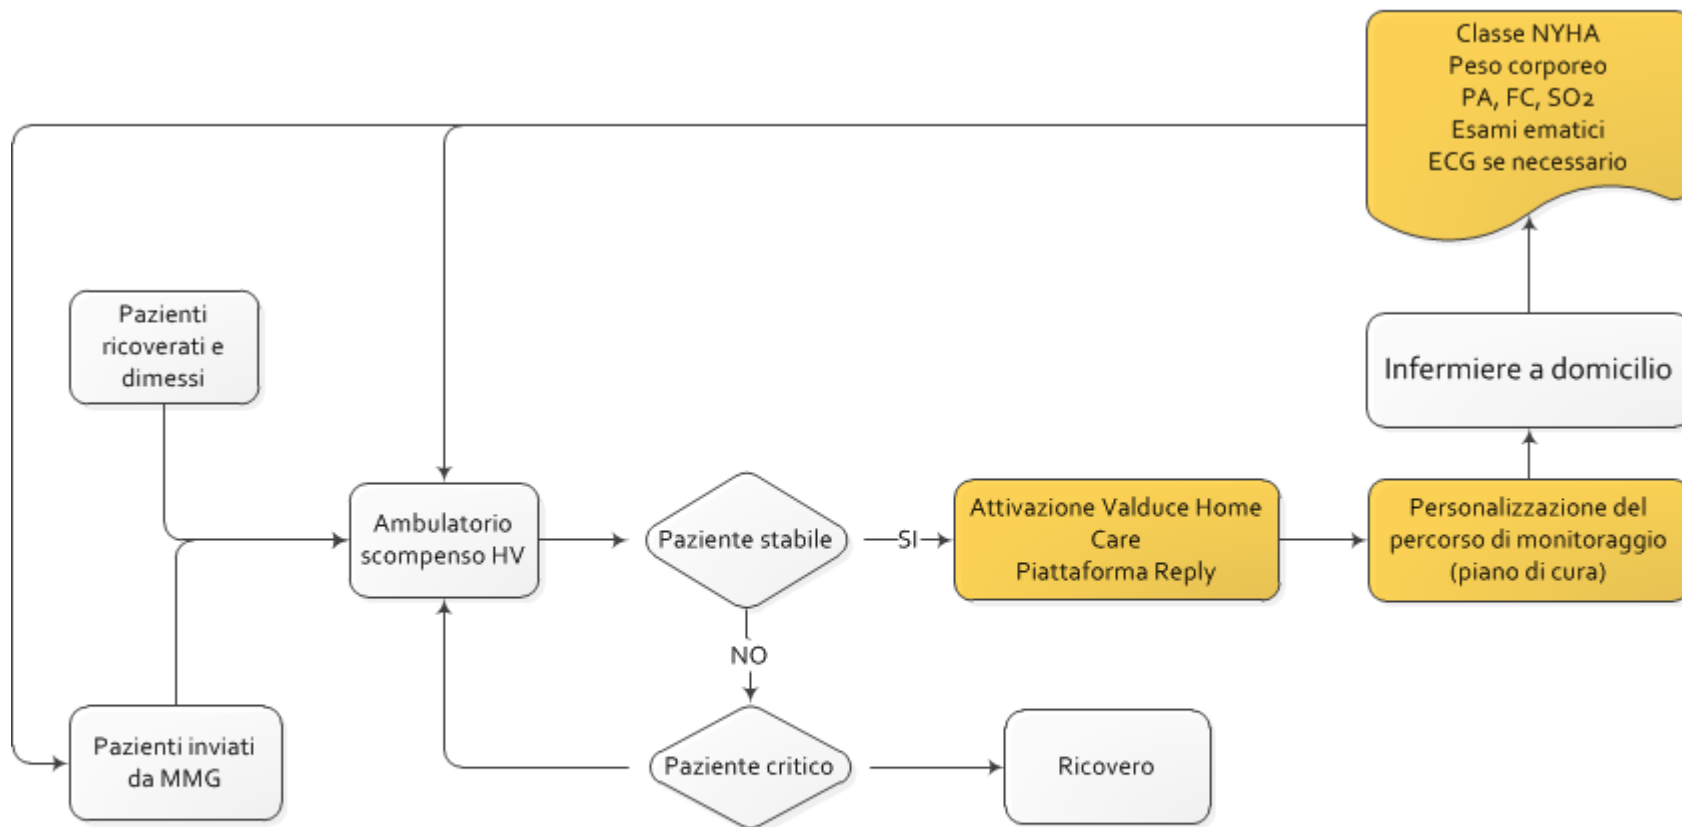 Classe NYHA
Peso corporeo
PA, FC, SO2
Esami ematici
ECG se necessario
Pazienti
ricoverati e
dimessi
Infermiere a domicilio
Ambulatorio
scompenso HV
Paziente stabile
SI
Attivazione Valduce Home
Care
Piattaforma Reply
Personalizzazione del
percorso di monitoraggio
(piano di cura)
NO
Pazienti inviati
da MMG
Paziente critico
Ricovero